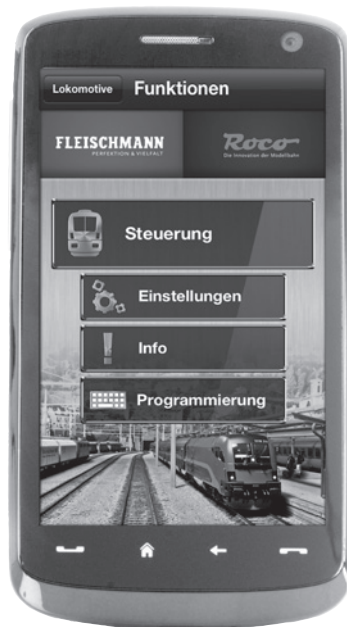 Lokomotive Funktionen
FLEISCHMANN Roco
PERFEKTION & VIELFALT Die Innovation der Modellbahn
Steuerung
Einstellungen
Info
Programmierung